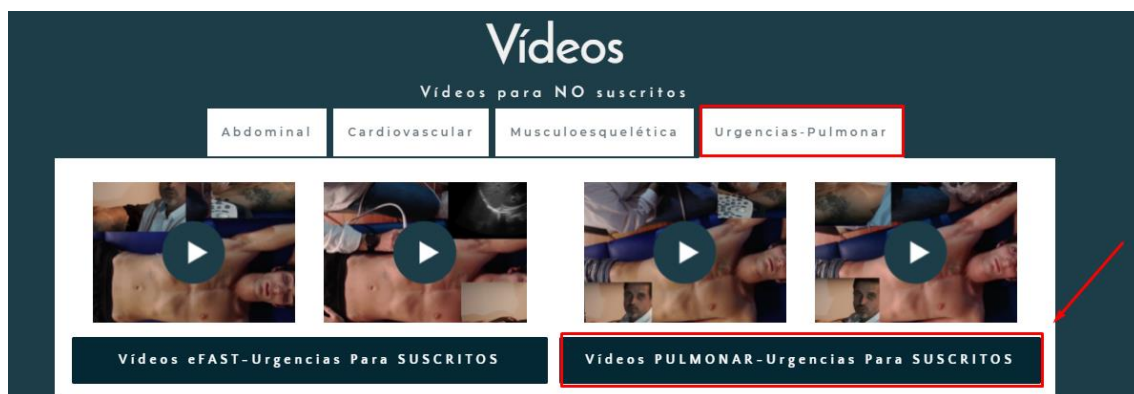 Vídeos
Vídeos para NO suscritos
Abdominal
Cardiovascular
Musculoesquelética
Urgencias-Pulmonar
Vídeos eFAST-Urgencias Para SUSCRITOS
Vídeos PULMONAR-Urgencias Para SUSCRITOS